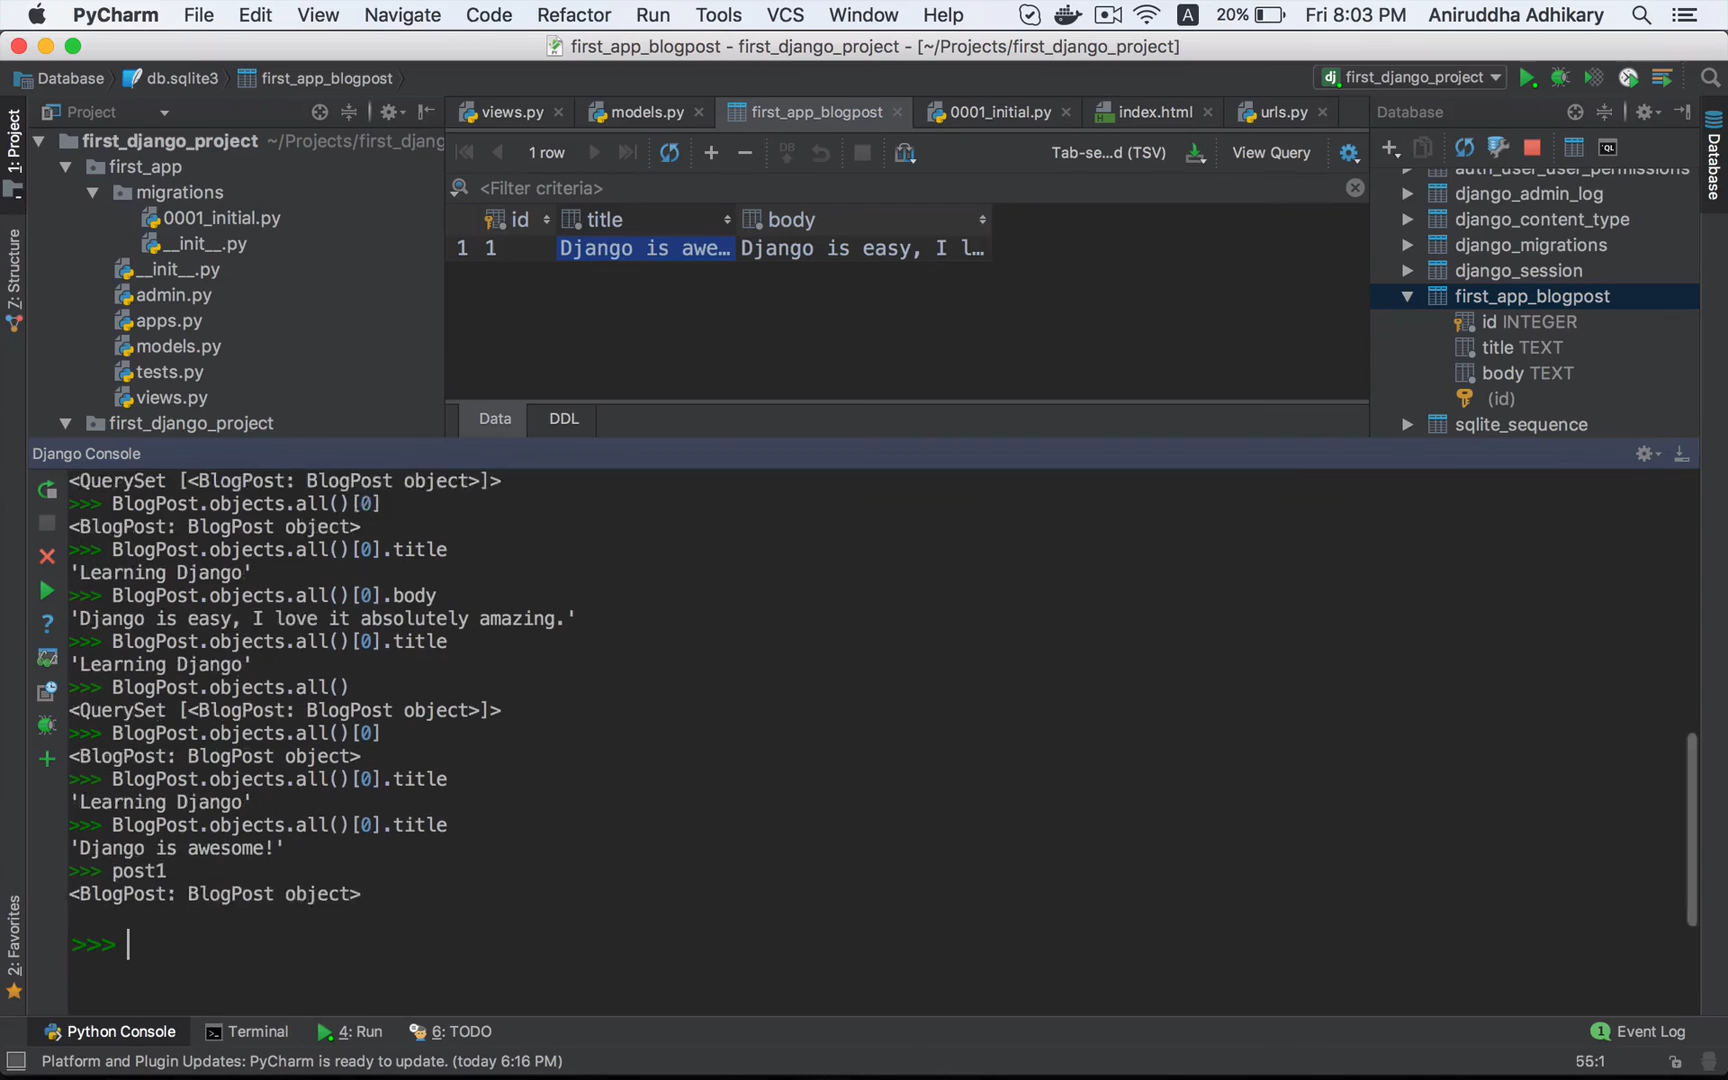 PyCharm File Edit View Navigate Code Refactor Run Tools VCS Window Help A 20% Fri 8:03 PM Aniruddha Adhikary
first_app_blogpost - first_django_project - [~/Projects/first_django_project]
Database db.sqlite3 first_app_blogpost dj first_django_project
Project views.py models.py first_app_blogpost 0001_initial.py index.html urls.py Database
1: Project
Z: Structure
2: Favorites
Database
first_django_project ~/Projects/first_djang
first_app
migrations
0001_initial.py
__init__.py
__init__.py
admin.py
apps.py
models.py
tests.py
views.py
first_django_project
1 row DB Tab-se...d (TSV) View Query
<Filter criteria>
id title body
1 1 Django is awe... Django is easy, I l...
Data DDL
QL
auth_user_user_permissions
django_admin_log
django_content_type
django_migrations
django_session
first_app_blogpost
id INTEGER
title TEXT
body TEXT
(id)
sqlite_sequence
Django Console
<QuerySet [<BlogPost: BlogPost object>]>
>>> BlogPost.objects.all()[0]
<BlogPost: BlogPost object>
>>> BlogPost.objects.all()[0].title
'Learning Django'
>>> BlogPost.objects.all()[0].body
'Django is easy, I love it absolutely amazing.'
>>> BlogPost.objects.all()[0].title
'Learning Django'
>>> BlogPost.objects.all()
<QuerySet [<BlogPost: BlogPost object>]>
>>> BlogPost.objects.all()[0]
<BlogPost: BlogPost object>
>>> BlogPost.objects.all()[0].title
'Learning Django'
>>> BlogPost.objects.all()[0].title
'Django is awesome!'
>>> post1
<BlogPost: BlogPost object>
>>>
Python Console Terminal 4: Run 6: TODO 1 Event Log
Platform and Plugin Updates: PyCharm is ready to update. (today 6:16 PM) 55:1